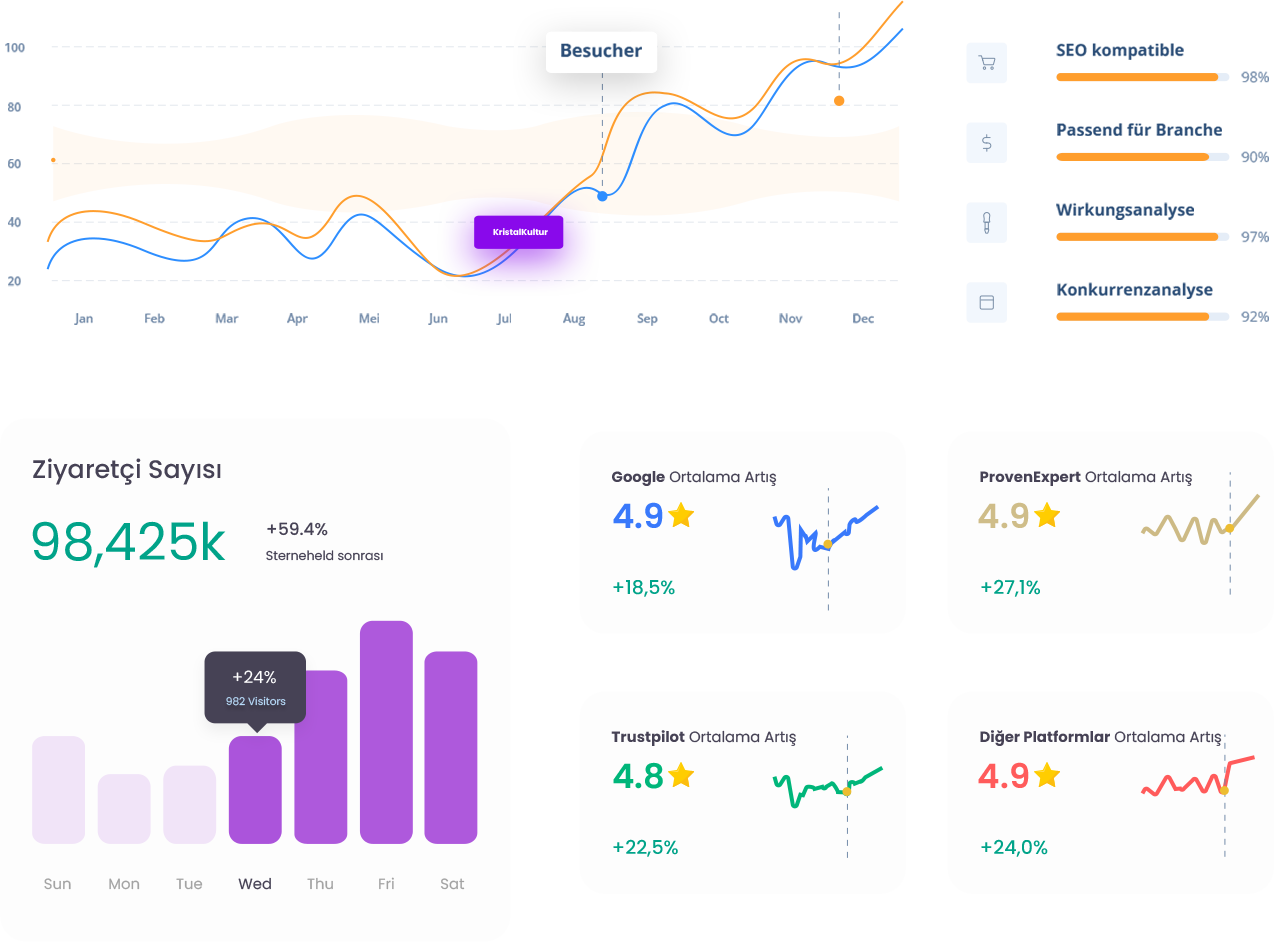 100
80
60
40
20
Besucher
KristalKultur
Jan Feb Mar Apr Mei Jun Jul Aug Sep Oct Nov Dec
SEO kompatible
98%
Passend für Branche
90%
Wirkungsanalyse
97%
Konkurrenzanalyse
92%
Ziyaretçi Sayısı
98,425k
+59.4%
Sterneheld sonrası
+24%
982 Visitors
Sun Mon Tue Wed Thu Fri Sat
Google Ortalama Artış
4.9
+18,5%
ProvenExpert Ortalama Artış
4.9
+27,1%
Trustpilot Ortalama Artış
4.8
+22,5%
Diğer Platformlar Ortalama Artış
4.9
+24,0%